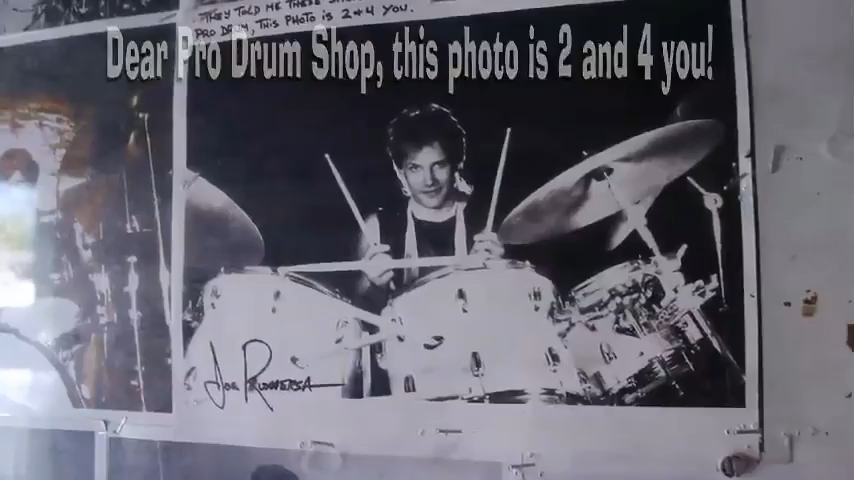 THEY TOLD ME THESE
PRO DRUM, THIS PHOTO IS 2 & 4 YOU.
Dear Pro Drum Shop, this photo is 2 and 4 you!
JOE